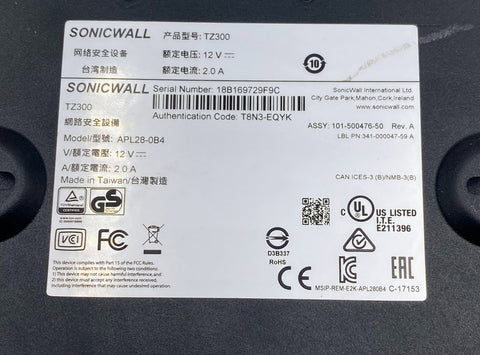 SONICWALL 产品型号: TZ300
网络安全设备 额定电压: 12 V
台湾制造 额定电流: 2.0 A
10
SONICWALL Serial Number: 18B169729F9C
SonicWall International Ltd.
City Gate Park, Mahon, Cork, Ireland
www.sonicwall.com
TZ300
Authentication Code: T8N3-EQYK
網路安全設備
ASSY: 101-500476-50 Rev. A
Model/型號: APL28-0B4
LBL PN: 341-000047-59 A
V/額定電壓: 12 V
A/額定電流: 2.0 A
Made in Taiwan/台灣製造
CAN ICES-3 (B)/NMB-3(B)
TÜVRheinland
CERTIFIED
GS
UL US LISTED
I.T.E.
E211396
VCCI FC
D3B337
RoHS
Complies with Part 15 of the FCC Rules.
Operation is subject to the following two conditions:
1) This device may not cause harmful interference, and
2) this device must accept any interference received, including
interference that may cause undesired operation.
CE EAC
MSIP-REM-E2K-APL280B4 C-17153